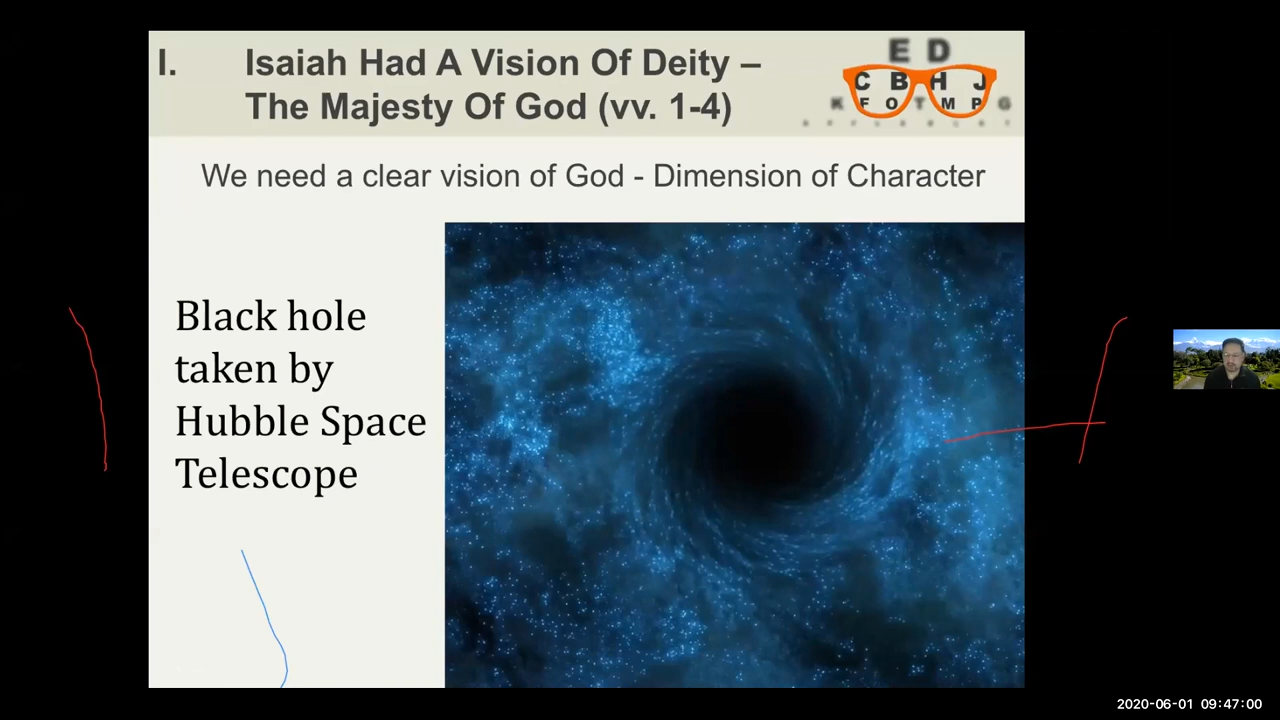 I. Isaiah Had A Vision Of Deity –
The Majesty Of God (vv. 1-4)
E D
C B H J
K F O T M P G
We need a clear vision of God - Dimension of Character
Black hole
taken by
Hubble Space
Telescope
2020-06-01 09:47:00